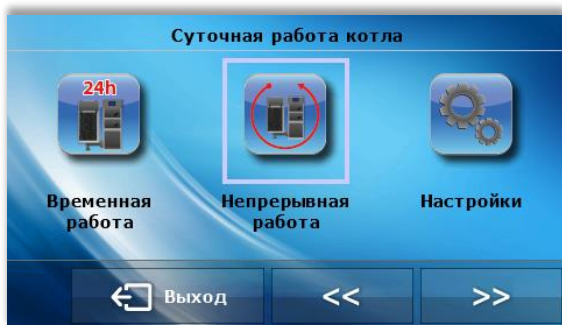 Суточная работа котла
24h
Временная
работа
Непрерывная
работа
Настройки
Выход
<<
>>